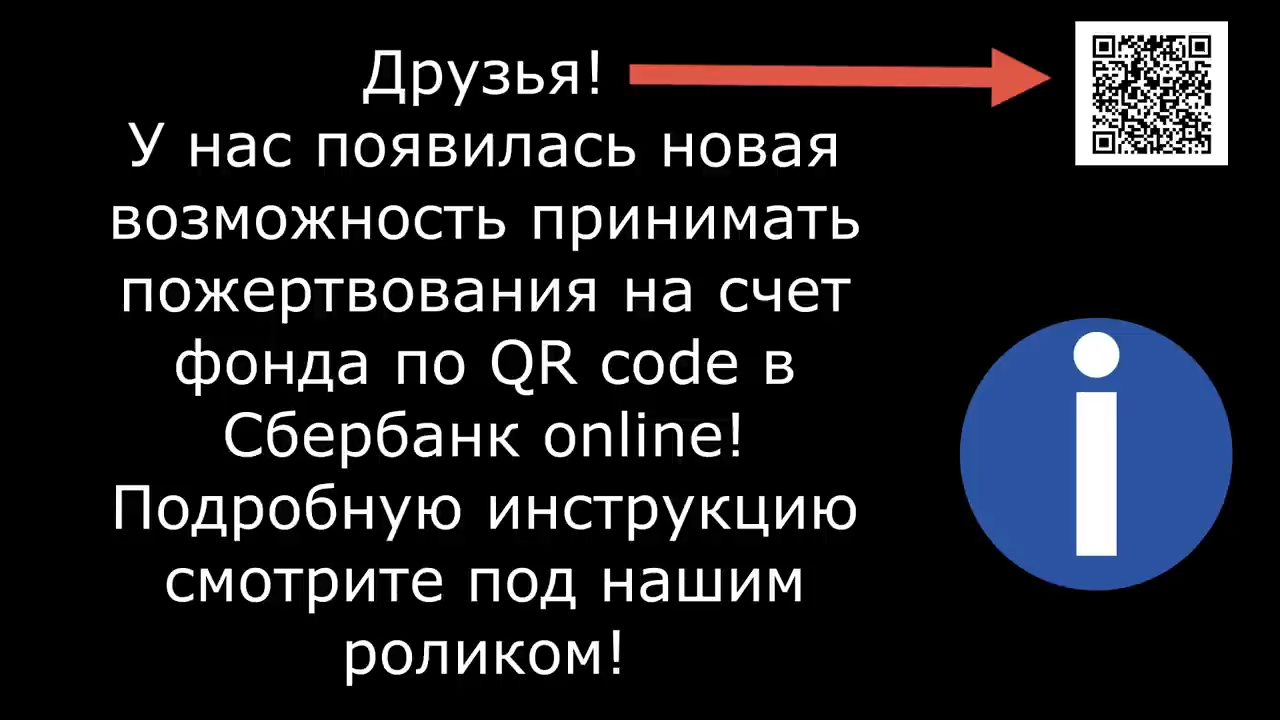 Друзья!
У нас появилась новая
возможность принимать
пожертвования на счет
фонда по QR code в
Сбербанк online!
Подробную инструкцию
смотрите под нашим
роликом!